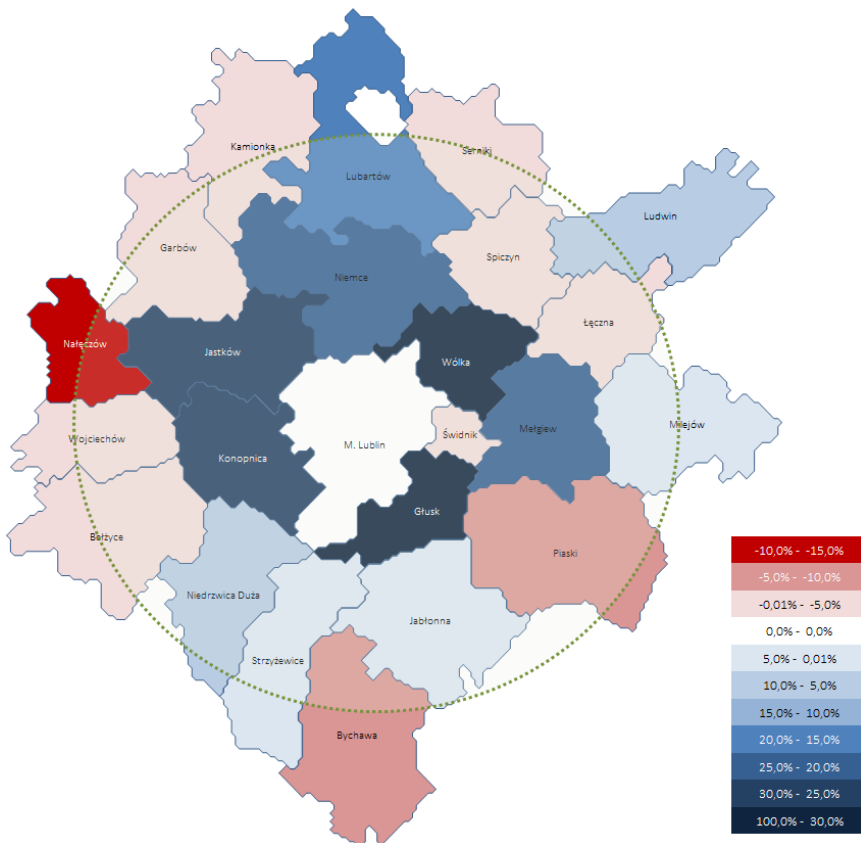 Kamionka
Serniki
Lubartów
Ludwin
Garbów
Spiczyn
Niemce
Łęczna
Nałęczów
Jastków
Wólka
Milejów
Mełgiew
Świdnik
Wojciechów
M. Lublin
Konopnica
Głusk
Bełżyce
Piaski
Niedrzwica Duża
Jabłonna
Strzyżewice
Bychawa
-10,0% - -15,0%
-5,0% - -10,0%
-0,01% - -5,0%
0,0% - 0,0%
5,0% - 0,01%
10,0% - 5,0%
15,0% - 10,0%
20,0% - 15,0%
25,0% - 20,0%
30,0% - 25,0%
100,0% - 30,0%